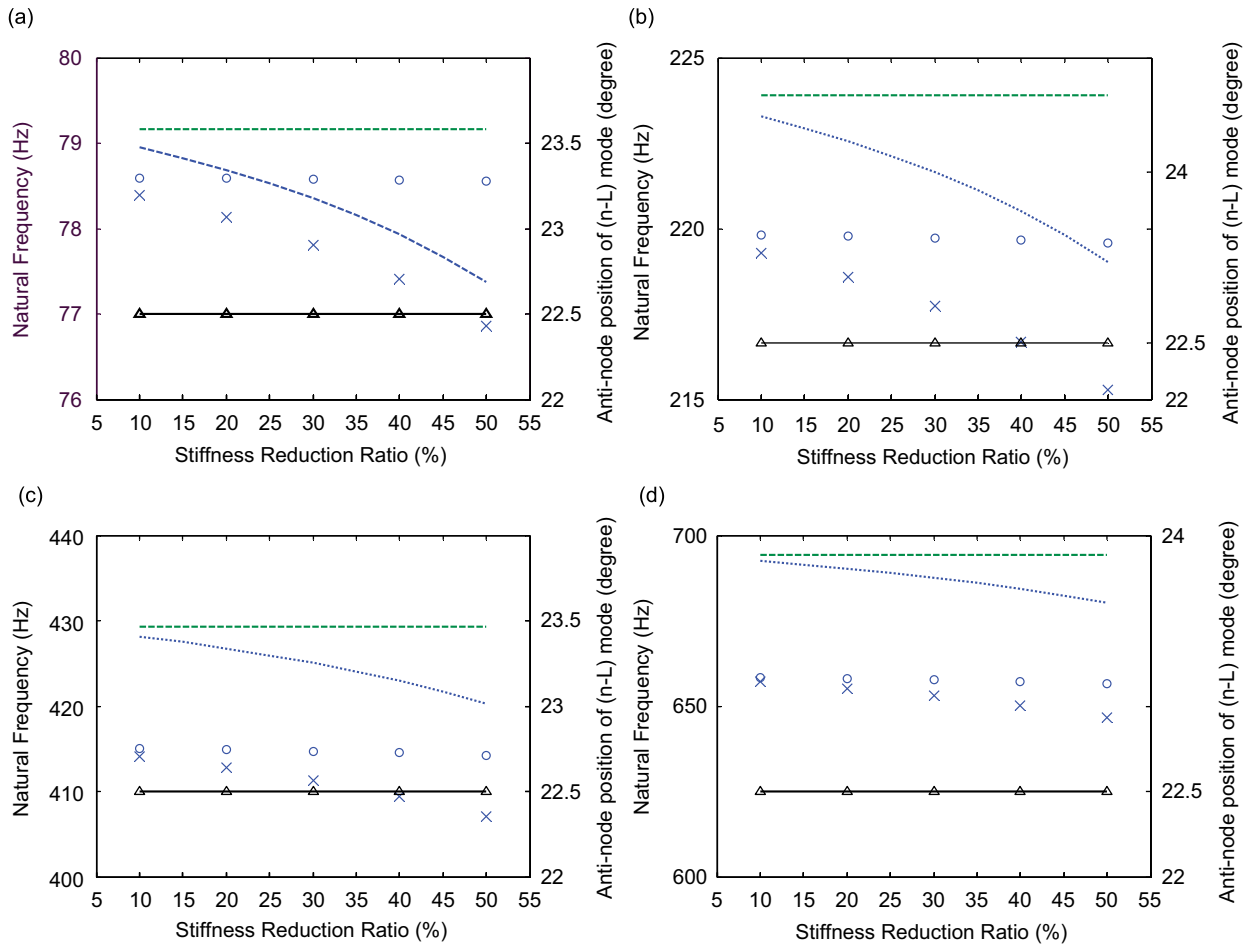 (a)
80
79
78
77
76
Natural Frequency (Hz)
23.5
23
22.5
22
Anti-node position of (n-L) mode (degree)
5 10 15 20 25 30 35 40 45 50 55
Stiffness Reduction Ratio (%)
(b)
225
220
215
Natural Frequency (Hz)
24
22.5
22
Anti-node position of (n-L) mode (degree)
5 10 15 20 25 30 35 40 45 50 55
Stiffness Reduction Ratio (%)
(c)
440
430
420
410
400
Natural Frequency (Hz)
23.5
23
22.5
22
Anti-node position of (n-L) mode (degree)
5 10 15 20 25 30 35 40 45 50 55
Stiffness Reduction Ratio (%)
(d)
700
650
600
Natural Frequency (Hz)
24
22.5
22
Anti-node position of (n-L) mode (degree)
5 10 15 20 25 30 35 40 45 50 55
Stiffness Reduction Ratio (%)